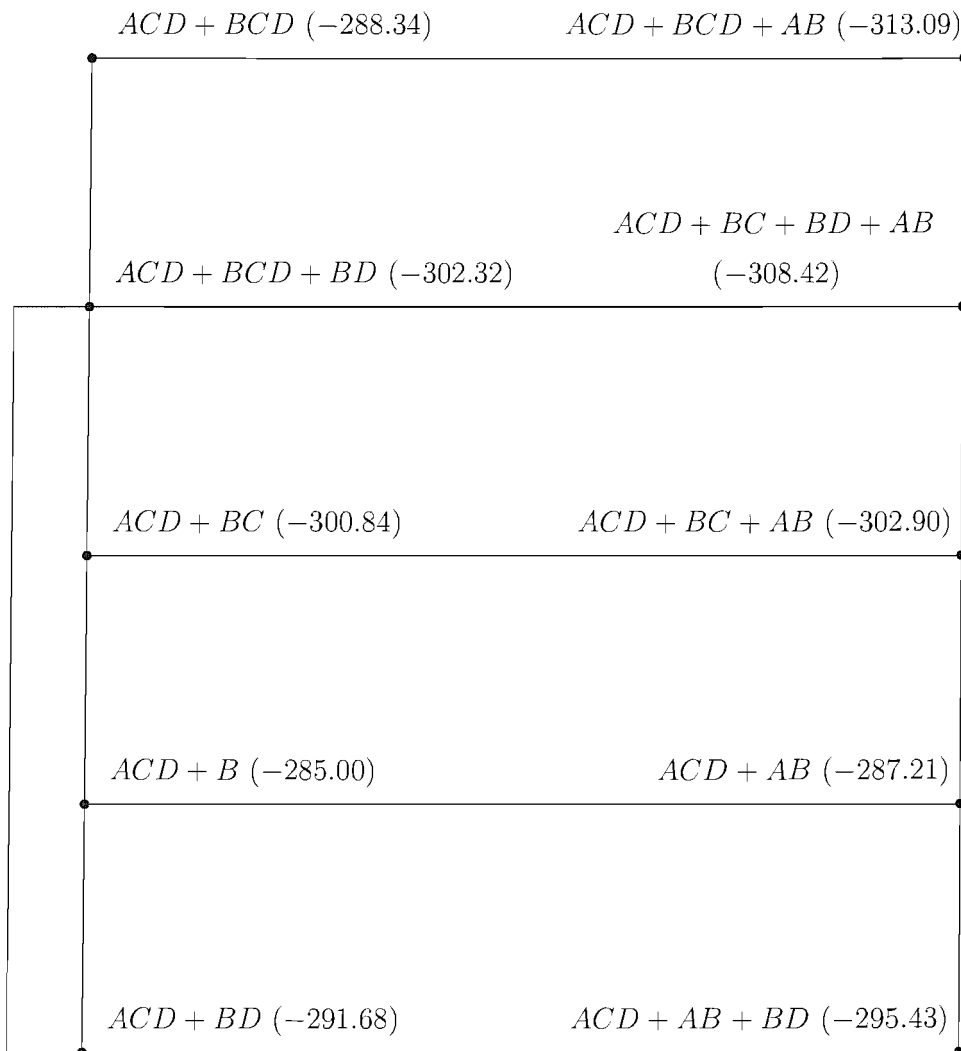 ACD + BCD (−288.34) ACD + BCD + AB (−313.09)
ACD + BC + BD + AB
ACD + BCD + BD (−302.32) (−308.42)
ACD + BC (−300.84) ACD + BC + AB (−302.90)
ACD + B (−285.00) ACD + AB (−287.21)
ACD + BD (−291.68) ACD + AB + BD (−295.43)